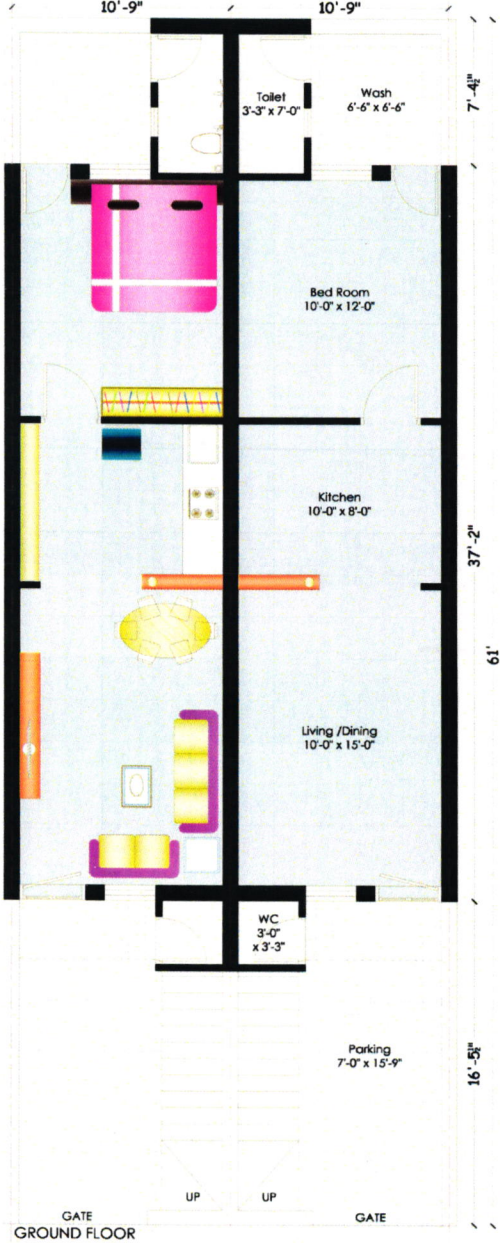 10'-9"
10'-9"
7'-4½"
Toilet
3'-3" x 7'-0"
Wash
6'-6" x 6'-6"
Bed Room
10'-0" x 12'-0"
Kitchen
10'-0" x 8'-0"
37'-2"
61'
Living /Dining
10'-0" x 15'-0"
WC
3'-0"
x 3'-3"
Parking
7'-0" x 15'-9"
16'-5½"
UP
UP
GATE
GATE
GROUND FLOOR